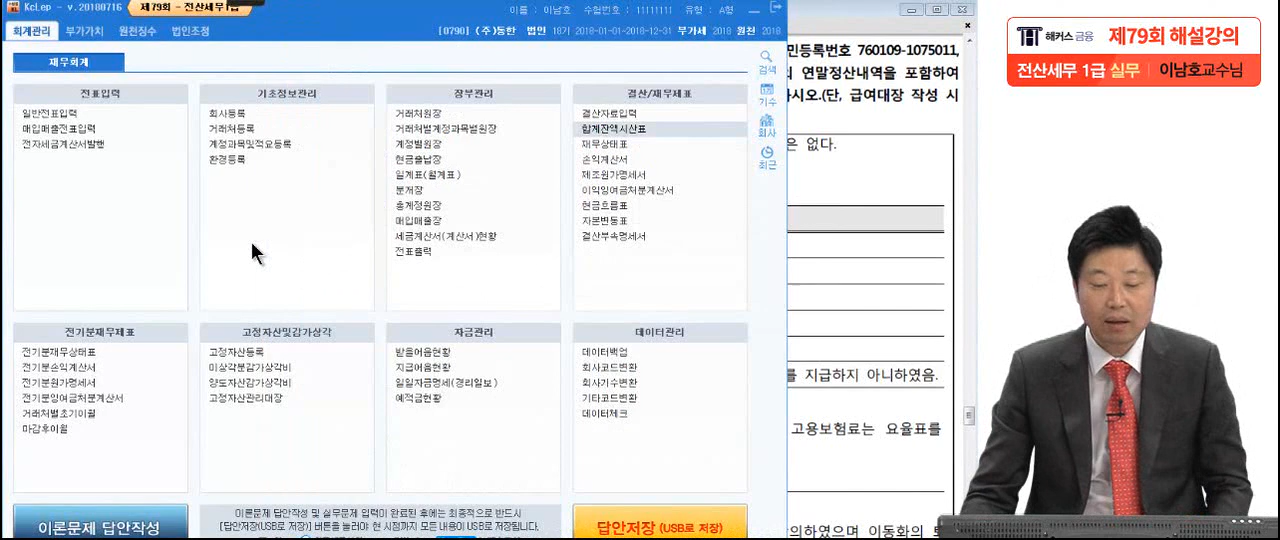 KcLep - v.20180716
제79회 - 전산세무1급
이름 : 이남호 수험번호 : 11111111 유형 : A형
회계관리 부가가치 원천징수 법인조정
[0790] (주)동한 법인 18기 2018-01-01~2018-12-31 부가세 2018 원천 2018
재무회계
검색
기수
회사
최근
전표입력
일반전표입력
매입매출전표입력
전자세금계산서발행
기초정보관리
회사등록
거래처등록
계정과목및적요등록
환경등록
장부관리
거래처원장
거래처별계정과목별원장
계정별원장
현금출납장
일계표(월계표)
분개장
총계정원장
매입매출장
세금계산서(계산서)현황
전표출력
결산/재무제표
결산자료입력
합계잔액시산표
재무상태표
손익계산서
제조원가명세서
이익잉여금처분계산서
현금흐름표
자본변동표
결산부속명세서
전기분재무제표
전기분재무상태표
전기분손익계산서
전기분원가명세서
전기분잉여금처분계산서
거래처별초기이월
마감후이월
고정자산및감가상각
고정자산등록
미상각분감가상각비
양도자산감가상각비
고정자산관리대장
자금관리
받을어음현황
지급어음현황
일일자금명세(경리일보)
예적금현황
데이터관리
데이터백업
회사코드변환
회사기수변환
기타코드변환
데이터체크
이론문제 답안작성
이론문제 답안작성 및 실무문제 입력이 완료된 후에는 최종적으로 반드시
[답안저장(USB로 저장)] 버튼을 눌러야 현 시점까지 모든 내용이 USB로 저장됩니다.
답안저장 (USB로 저장)
민등록번호 760109-1075011,
의 연말정산내역을 포함하여
하시오.(단, 급여대장 작성 시
은 없다.
를 지급하지 아니하였음.
고용보험료는 요율표를
의하였으며 이동화의
해커스 금융 제79회 해설강의
전산세무 1급 실무 이남호교수님